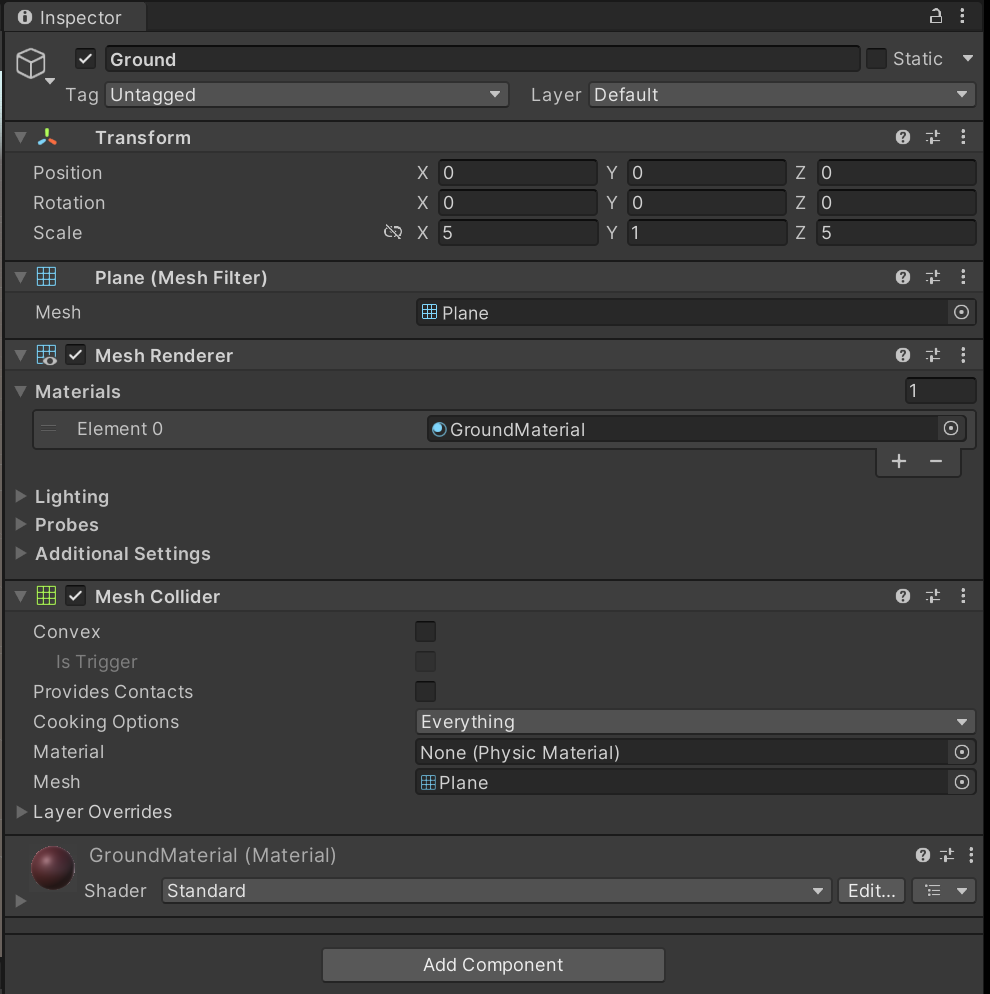 Inspector
Ground Static
Tag Untagged Layer Default
Transform
Position X 0 Y 0 Z 0
Rotation X 0 Y 0 Z 0
Scale X 5 Y 1 Z 5
Plane (Mesh Filter)
Mesh Plane
Mesh Renderer
Materials 1
Element 0 GroundMaterial
+ −
Lighting
Probes
Additional Settings
Mesh Collider
Convex
Is Trigger
Provides Contacts
Cooking Options Everything
Material None (Physic Material)
Mesh Plane
Layer Overrides
GroundMaterial (Material)
Shader Standard Edit...
Add Component